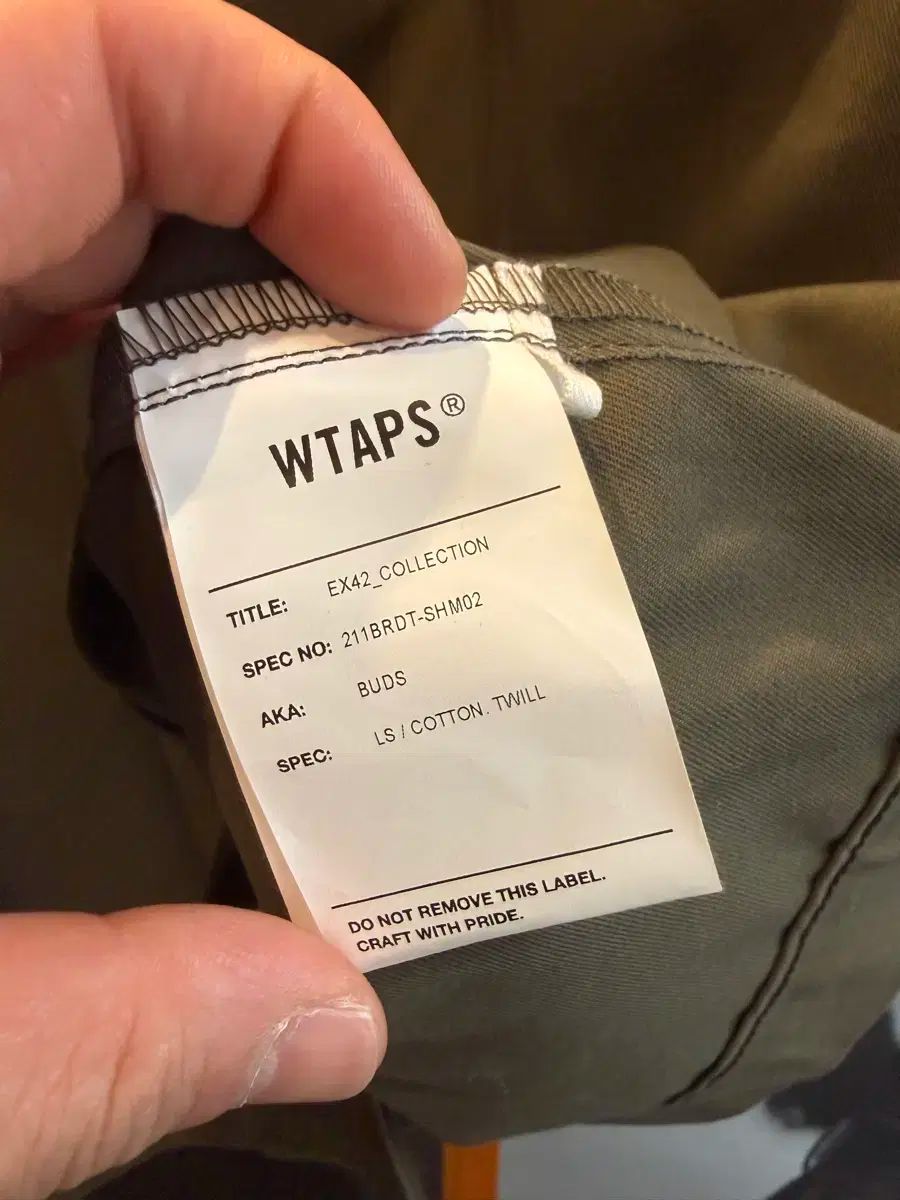 WTAPS®
TITLE: EX42_COLLECTION
SPEC NO: 211BRDT-SHM02
AKA: BUDS
SPEC: LS / COTTON. TWILL
DO NOT REMOVE THIS LABEL.
CRAFT WITH PRIDE.